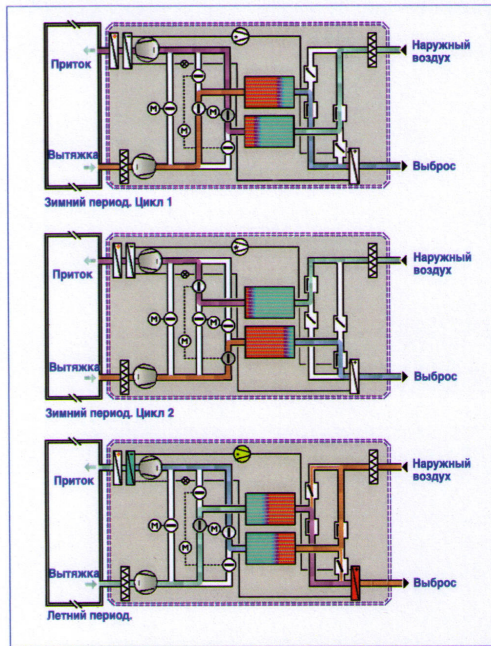 Приток
Наружный
воздух
М
М
М
Вытяжка
Выброс
Зимний период. Цикл 1
Приток
Наружный
воздух
М
М
М
Вытяжка
Выброс
Зимний период. Цикл 2
Приток
Наружный
воздух
М
М
М
Вытяжка
Выброс
Летний период.